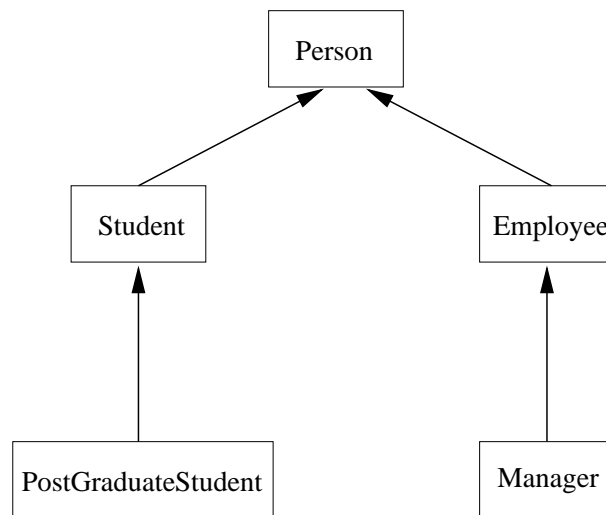 Person
Student
Employee
PostGraduateStudent
Manager